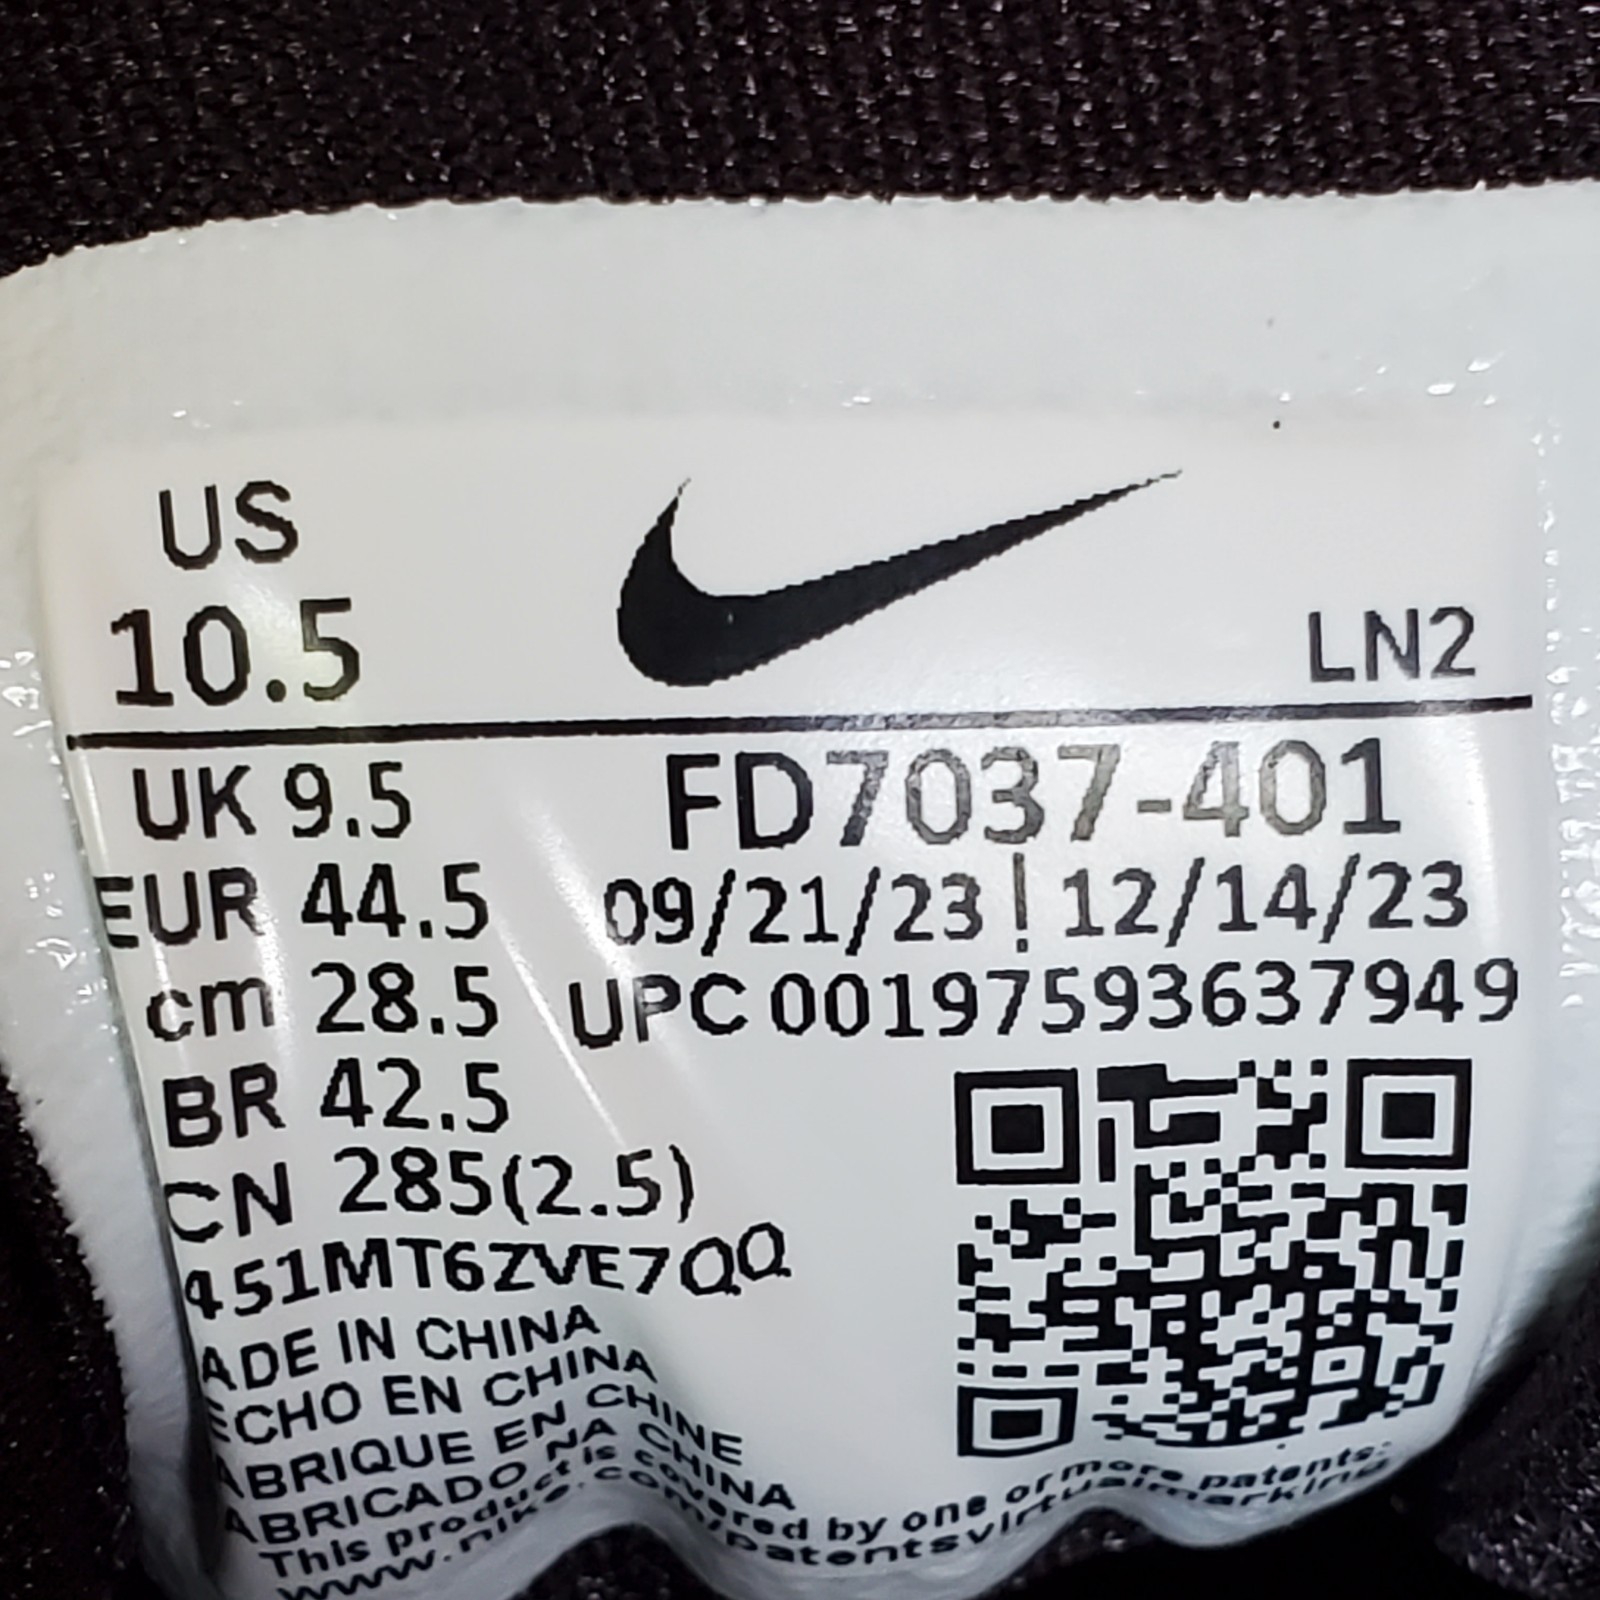 US
10.5
LN2
UK 9.5
FD7037-401
EUR 44.5
09/21/23 ! 12/14/23
cm 28.5
UPC 00197593637949
BR 42.5
CN 285(2.5)
451MT6ZVE7QQ
ADE IN CHINA
ECHO EN CHINA
ABRIQUE EN CHINE
ABRICADO NA CHINA
This product is covered by one or more patents:
www.nike.com/patentsvirtualmarking